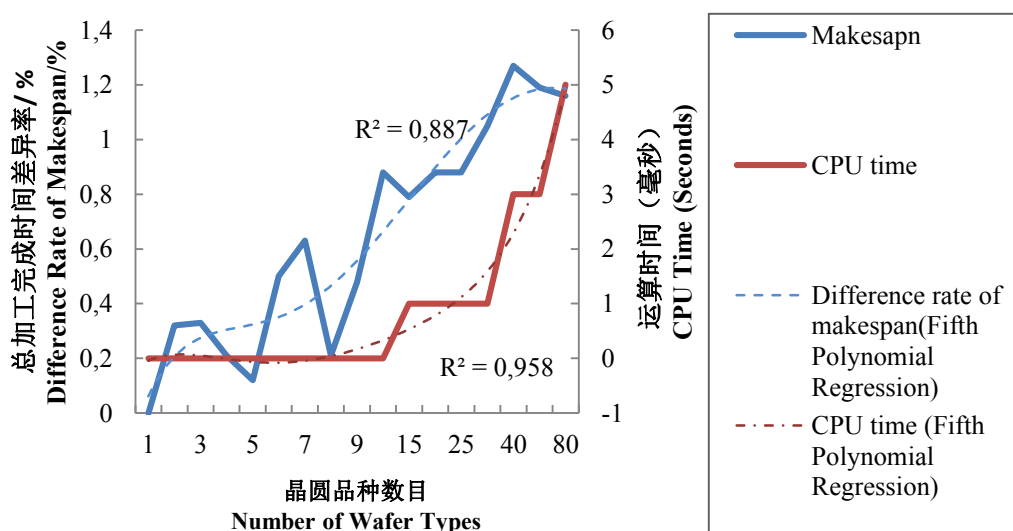 总加工完成时间差异率/%
Difference Rate of Makespan/%
1,4
1,2
1
0,8
0,6
0,4
0,2
0
R² = 0,887
R² = 0,958
6
5
4
3
2
1
0
-1
运算时间（毫秒）
CPU Time (Seconds)
1 3 5 7 9 15 25 40 80
晶圆品种数目
Number of Wafer Types
Makesapn
CPU time
Difference rate of
makespan(Fifth
Polynomial
Regression)
CPU time (Fifth
Polynomial
Regression)